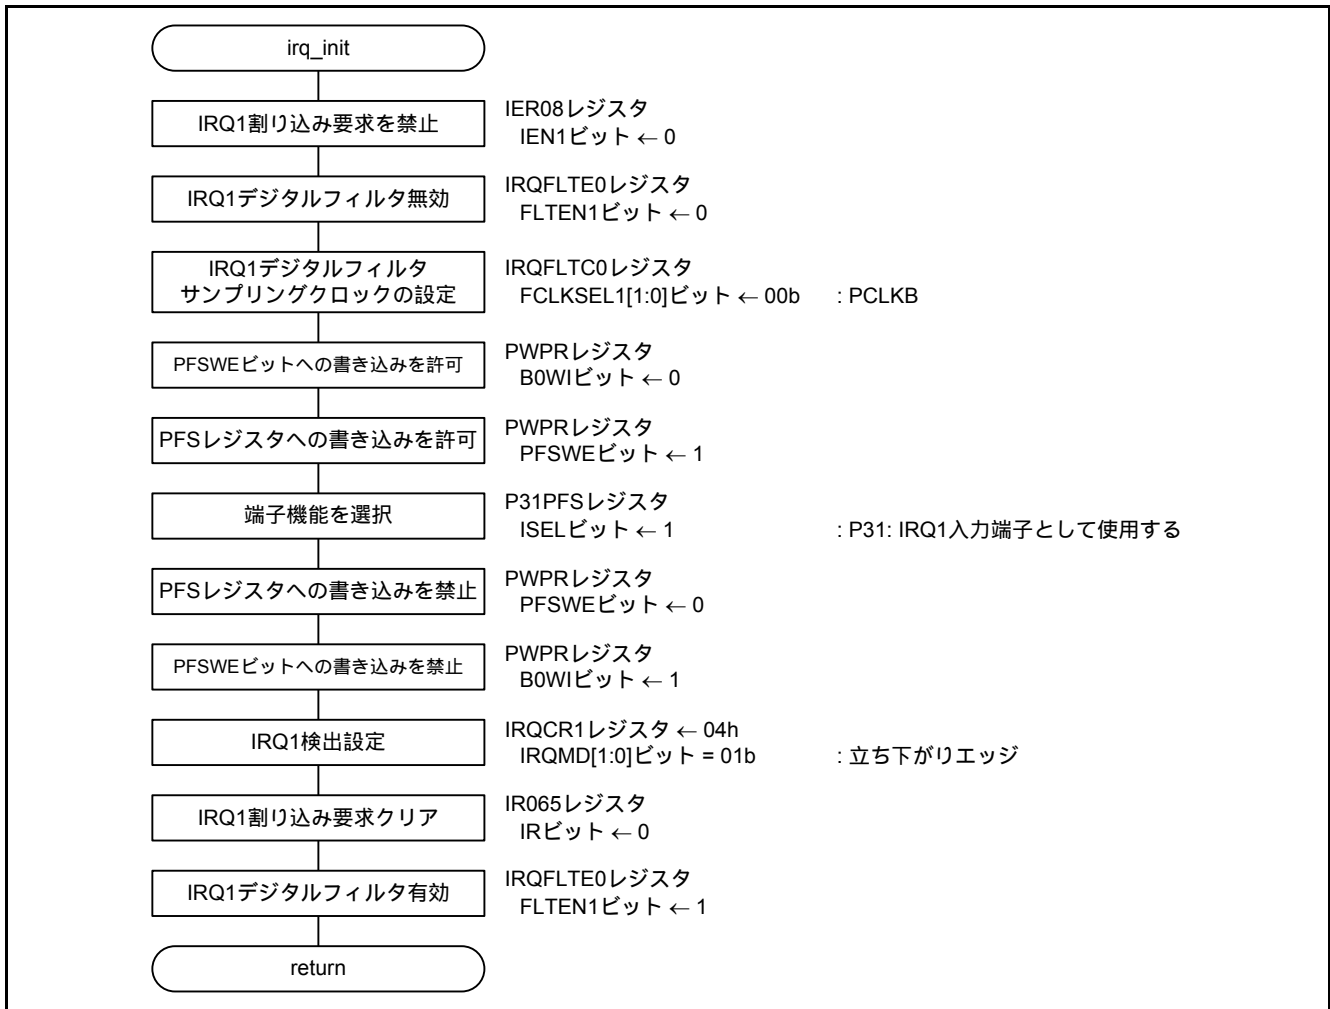 irq_init
IRQ1割り込み要求を禁止
IER08レジスタ
IEN1ビット ← 0
IRQ1デジタルフィルタ無効
IRQFLTE0レジスタ
FLTEN1ビット ← 0
IRQ1デジタルフィルタ
サンプリングクロックの設定
IRQFLTC0レジスタ
FCLKSEL1[1:0]ビット ← 00b : PCLKB
PFSWEビットへの書き込みを許可
PWPRレジスタ
B0WIビット ← 0
PFSレジスタへの書き込みを許可
PWPRレジスタ
PFSWEビット ← 1
端子機能を選択
P31PFSレジスタ
ISELビット ← 1 : P31: IRQ1入力端子として使用する
PFSレジスタへの書き込みを禁止
PWPRレジスタ
PFSWEビット ← 0
PFSWEビットへの書き込みを禁止
PWPRレジスタ
B0WIビット ← 1
IRQ1検出設定
IRQCR1レジスタ ← 04h
IRQMD[1:0]ビット = 01b : 立ち下がりエッジ
IRQ1割り込み要求クリア
IR065レジスタ
IRビット ← 0
IRQ1デジタルフィルタ有効
IRQFLTE0レジスタ
FLTEN1ビット ← 1
return